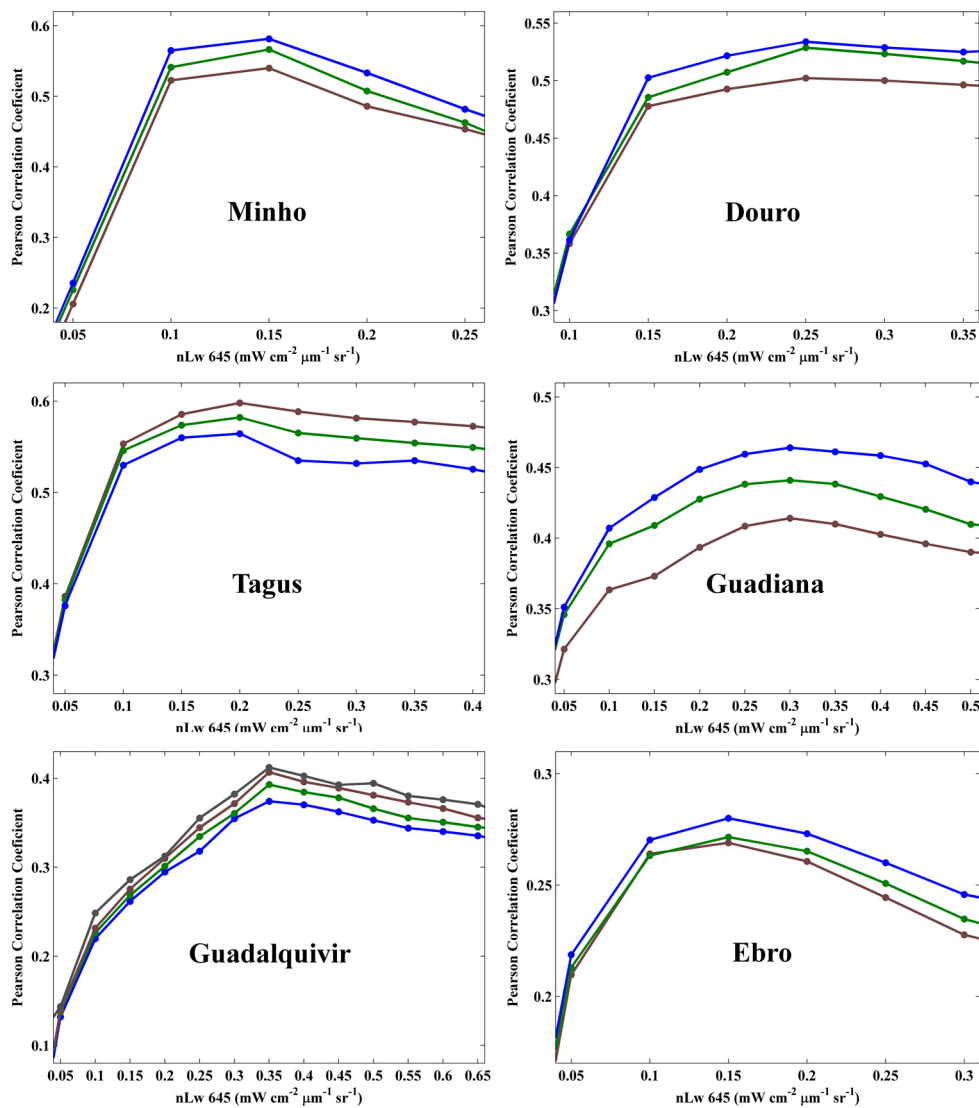 Pearson Correlation Coeficient
0.6
0.5
0.4
0.3
0.2
Minho
0.05 0.1 0.15 0.2 0.25
nLw 645 (mW cm⁻² μm⁻¹ sr⁻¹)
Pearson Correlation Coeficient
0.55
0.5
0.45
0.4
0.35
0.3
Douro
0.1 0.15 0.2 0.25 0.3 0.35
nLw 645 (mW cm⁻² μm⁻¹ sr⁻¹)
Pearson Correlation Coeficient
0.6
0.5
0.4
0.3
Tagus
0.05 0.1 0.15 0.2 0.25 0.3 0.35 0.4
nLw 645 (mW cm⁻² μm⁻¹ sr⁻¹)
Pearson Correlation Coeficient
0.5
0.45
0.4
0.35
0.3
Guadiana
0.05 0.1 0.15 0.2 0.25 0.3 0.35 0.4 0.45 0.5
nLw 645 (mW cm⁻² μm⁻¹ sr⁻¹)
Pearson Correlation Coeficient
0.4
0.3
0.2
0.1
Guadalquivir
0.05 0.1 0.15 0.2 0.25 0.3 0.35 0.4 0.45 0.5 0.55 0.6 0.65
nLw 645 (mW cm⁻² μm⁻¹ sr⁻¹)
Pearson Correlation Coeficient
0.3
0.25
0.2
Ebro
0.05 0.1 0.15 0.2 0.25 0.3
nLw 645 (mW cm⁻² μm⁻¹ sr⁻¹)